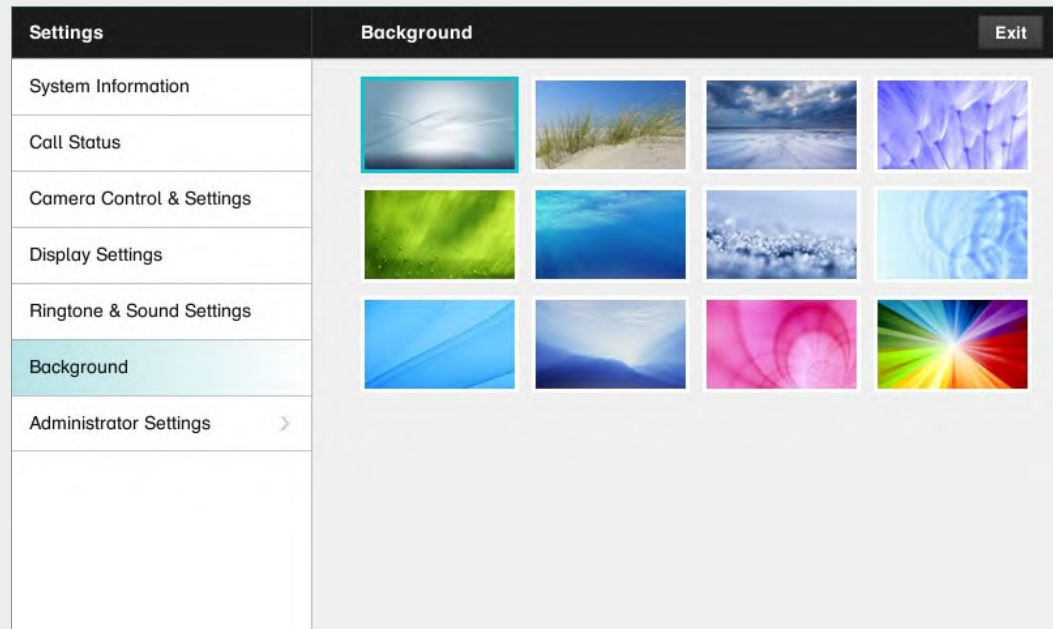 Settings
Background
Exit
System Information
Call Status
Camera Control & Settings
Display Settings
Ringtone & Sound Settings
Background
Administrator Settings